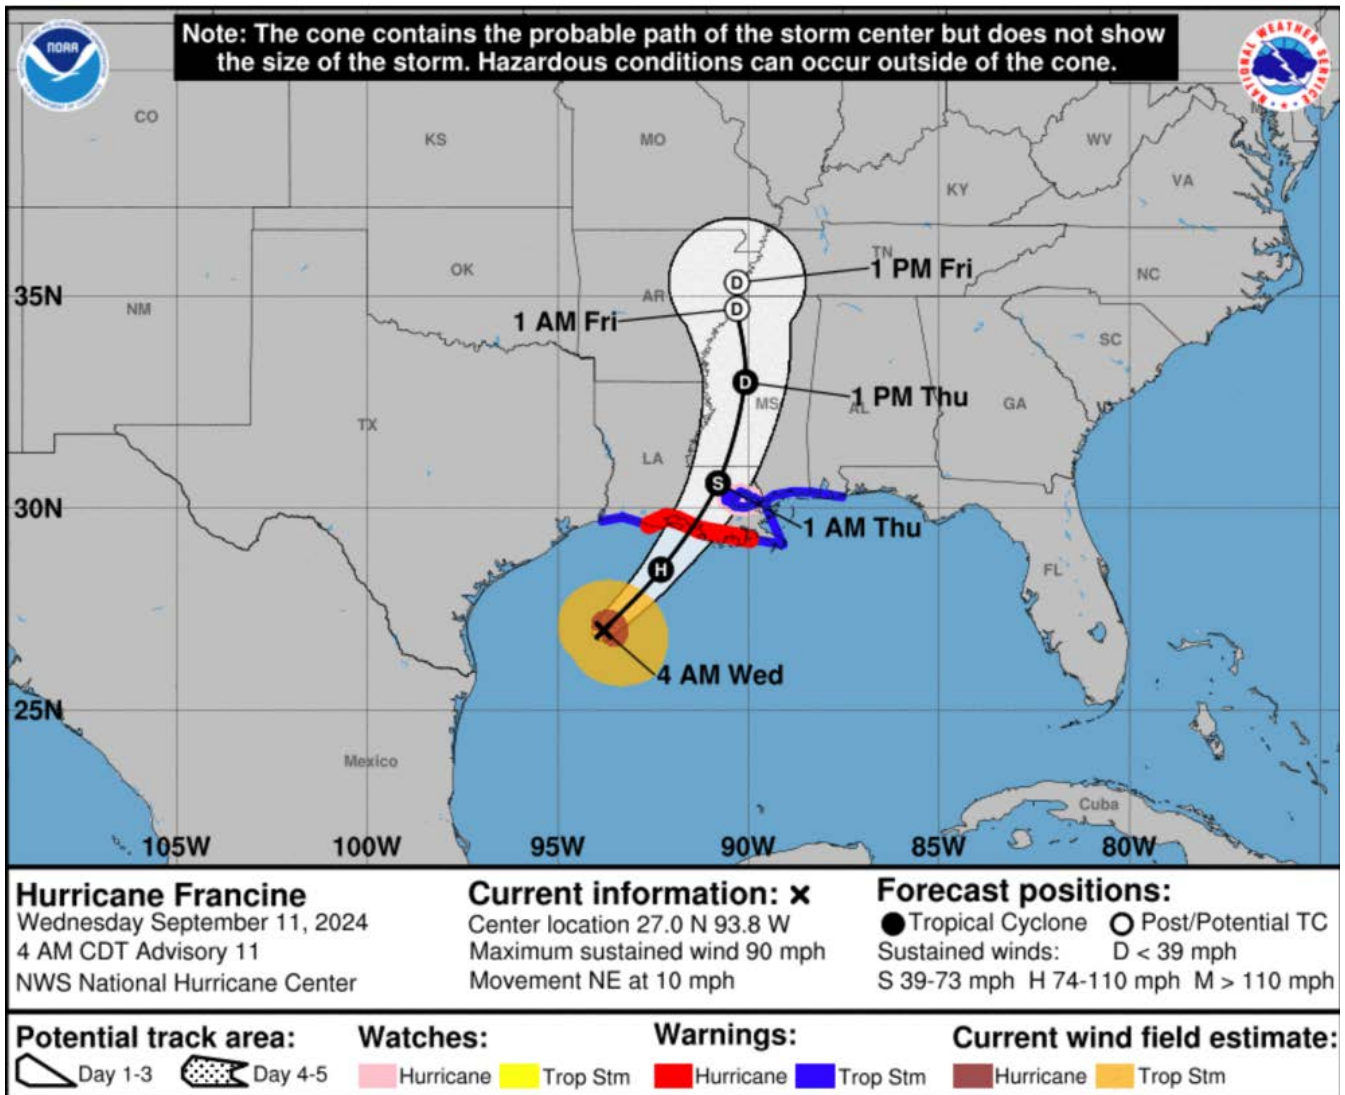 Note: The cone contains the probable path of the storm center but does not show
the size of the storm. Hazardous conditions can occur outside of the cone.
NOAA
NATIONAL WEATHER SERVICE
CO
KS
MO
WV
KY
VA
OK
TN
1 PM Fri
NC
35N
NM
AR
1 AM Fri
SC
1 PM Thu
MS
AL
GA
TX
LA
D
D
D
S
30N
1 AM Thu
H
FL
4 AM Wed
25N
Mexico
Cuba
105W
100W
95W
90W
85W
80W
Hurricane Francine
Wednesday September 11, 2024
4 AM CDT Advisory 11
NWS National Hurricane Center
Current information: x
Center location 27.0 N 93.8 W
Maximum sustained wind 90 mph
Movement NE at 10 mph
Forecast positions:
Tropical Cyclone Post/Potential TC
Sustained winds: D < 39 mph
S 39-73 mph H 74-110 mph M > 110 mph
Potential track area:
Day 1-3 Day 4-5
Watches:
Hurricane Trop Stm
Warnings:
Hurricane Trop Stm
Current wind field estimate:
Hurricane Trop Stm